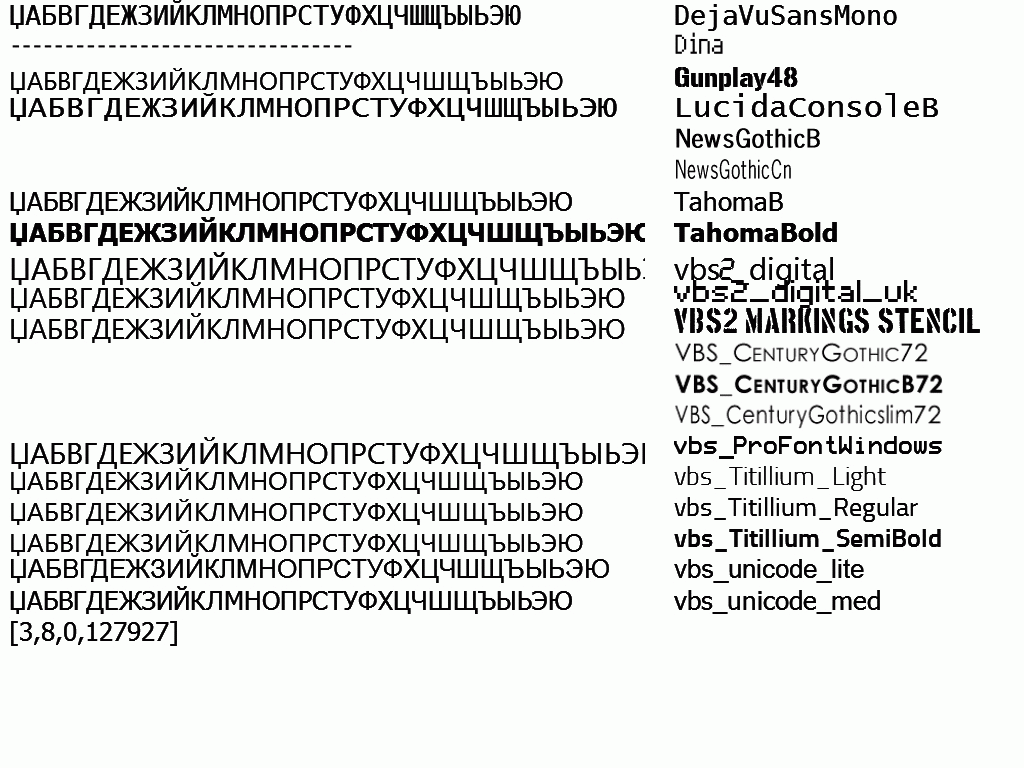 ЏАБВГДЕЖЗИЙКЛМНОПРСТУФХЦЧШЩЪЫЬЭЮ DejaVuSansMono
------------------------------- Dina
ЏАБВГДЕЖЗИЙКЛМНОПРСТУФХЦЧШЩЪЫЬЭЮ Gunplay48
ЏАБВГДЕЖЗИЙКЛМНОПРСТУФХЦЧШЩЪЫЬЭЮ LucidaConsoleB
NewsGothicB
NewsGothicCn
ЏАБВГДЕЖЗИЙКЛМНОПРСТУФХЦЧШЩЪЫЬЭЮ TahomaB
ЏАБВГДЕЖЗИЙКЛМНОПРСТУФХЦЧШЩЪЫЬЭЮ TahomaBold
ЏАБВГДЕЖЗИЙКЛМНОПРСТУФХЦЧШЩЪЫЬ vbs2_digital
ЏАБВГДЕЖЗИЙКЛМНОПРСТУФХЦЧШЩЪЫЬЭЮ vbs2_digital_uk
ЏАБВГДЕЖЗИЙКЛМНОПРСТУФХЦЧШЩЪЫЬЭЮ VBS2 MARKINGS STENCIL
VBS_CenturyGothic72
VBS_CenturyGothicB72
VBS_CenturyGothicslim72
ЏАБВГДЕЖЗИЙКЛМНОПРСТУФХЦЧШЩЪЫЬЭ vbs_ProFontWindows
ЏАБВГДЕЖЗИЙКЛМНОПРСТУФХЦЧШЩЪЫЬЭЮ vbs_Titillium_Light
ЏАБВГДЕЖЗИЙКЛМНОПРСТУФХЦЧШЩЪЫЬЭЮ vbs_Titillium_Regular
ЏАБВГДЕЖЗИЙКЛМНОПРСТУФХЦЧШЩЪЫЬЭЮ vbs_Titillium_SemiBold
ЏАБВГДЕЖЗИЙКЛМНОПРСТУФХЦЧШЩЪЫЬЭЮ vbs_unicode_lite
ЏАБВГДЕЖЗИЙКЛМНОПРСТУФХЦЧШЩЪЫЬЭЮ vbs_unicode_med
[3,8,0,127927]